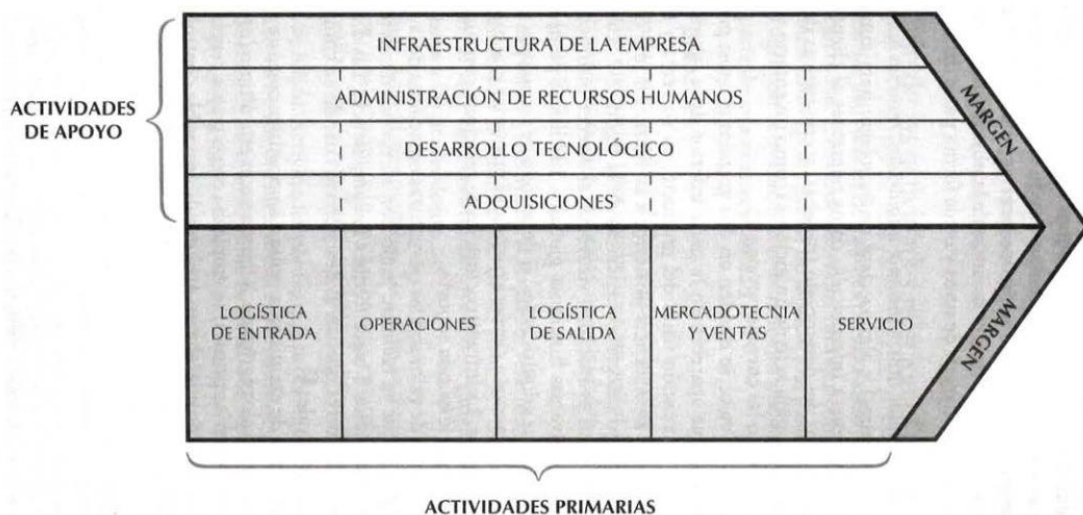 ACTIVIDADES
DE APOYO
INFRAESTRUCTURA DE LA EMPRESA
ADMINISTRACIÓN DE RECURSOS HUMANOS
DESARROLLO TECNOLÓGICO
ADQUISICIONES
MARGEN
LOGÍSTICA
DE ENTRADA
OPERACIONES
LOGÍSTICA
DE SALIDA
MERCADOTECNIA
Y VENTAS
SERVICIO
MARGEN
ACTIVIDADES PRIMARIAS